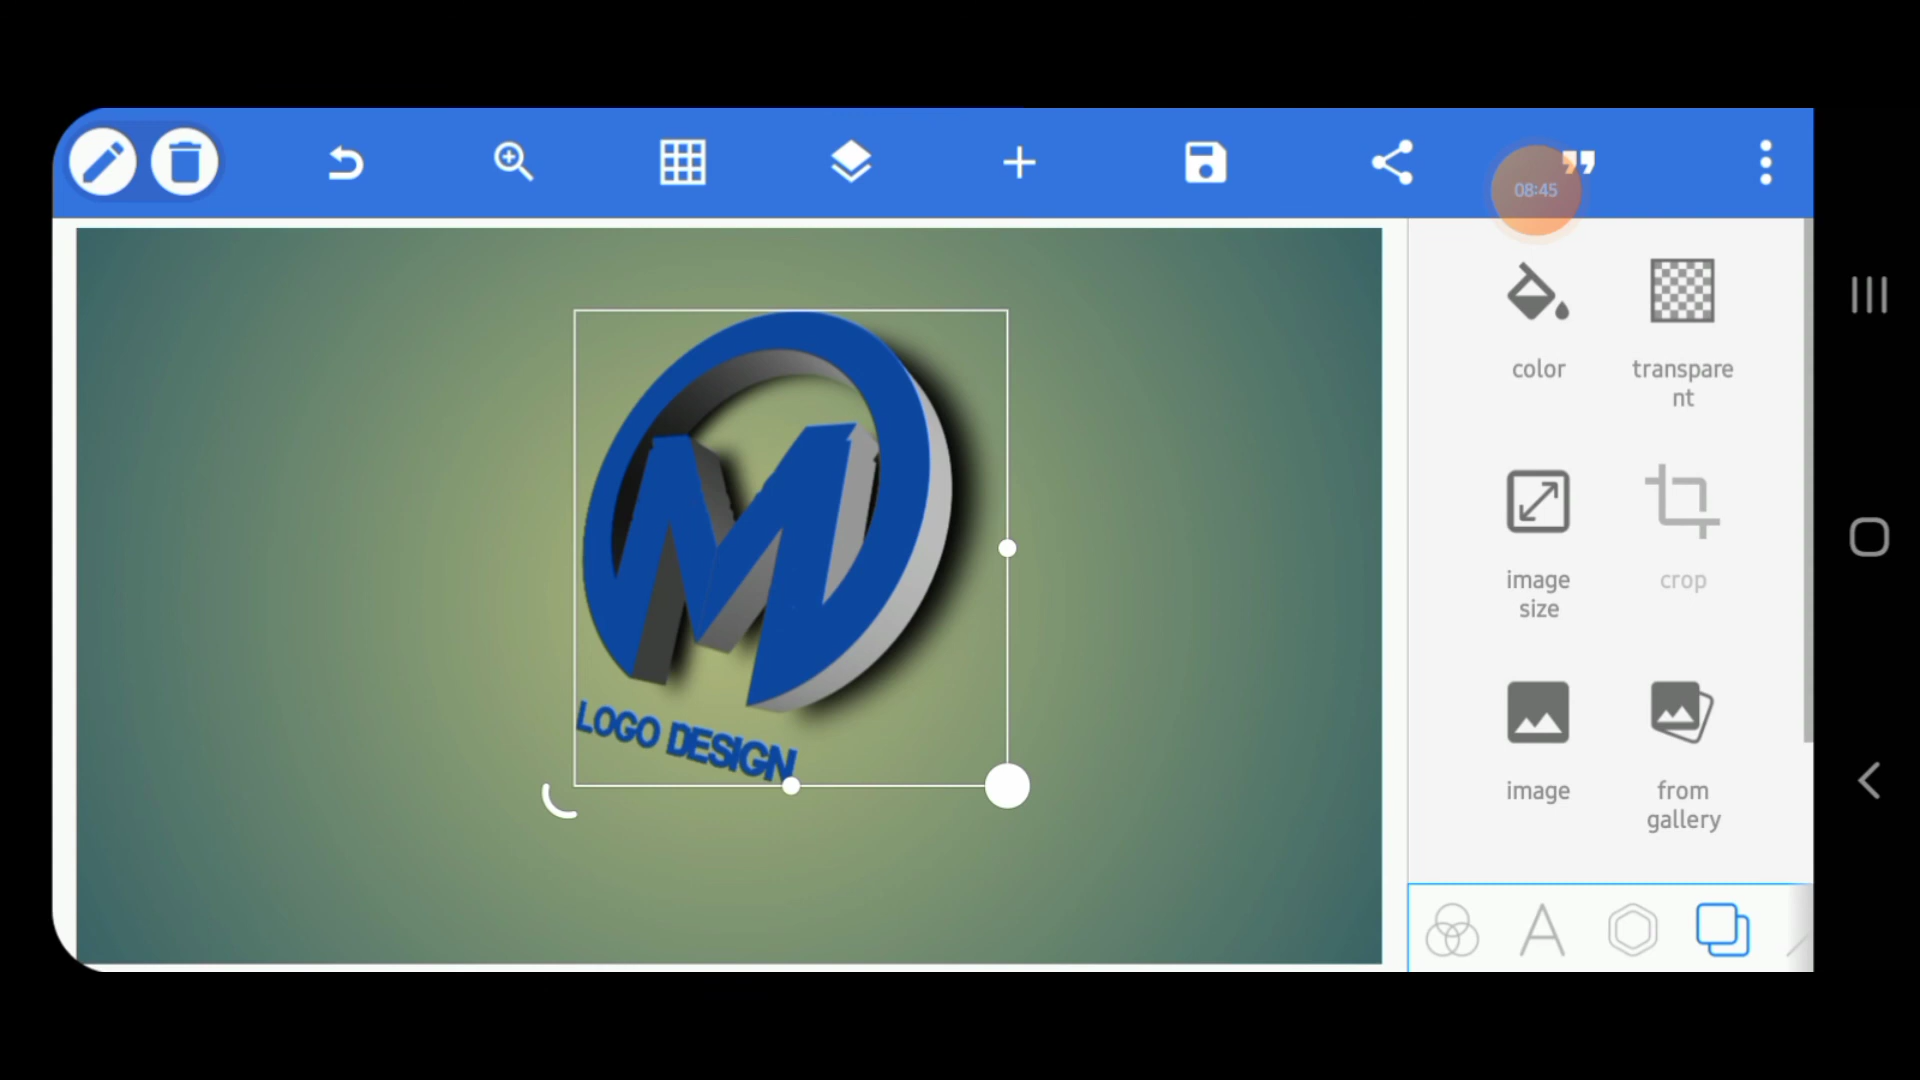 08:45
color
transpare
nt
image
size
crop
image
from
gallery
M
LOGO DESIGN